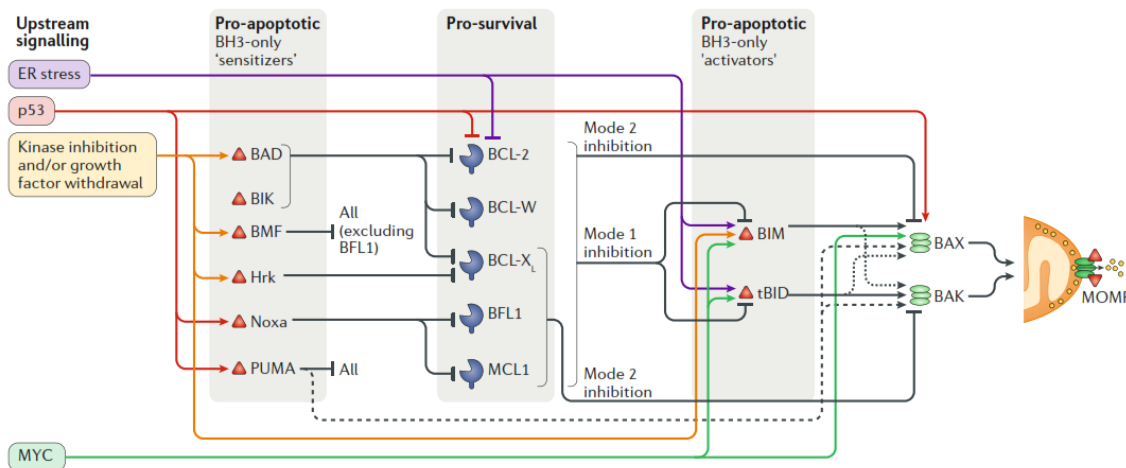 Upstream
signalling
Pro-apoptotic
BH3-only
'sensitizers'
Pro-survival
Pro-apoptotic
BH3-only
'activators'
ER stress
p53
Kinase inhibition
and/or growth
factor withdrawal
MYC
BAD
BIK
BMF
Hrk
Noxa
PUMA
All
(excluding
BFL1)
All
BCL-2
BCL-W
BCL-XL
BFL1
MCL1
Mode 2
inhibition
Mode 1
inhibition
Mode 2
inhibition
BIM
tBID
BAX
BAK
MOMP